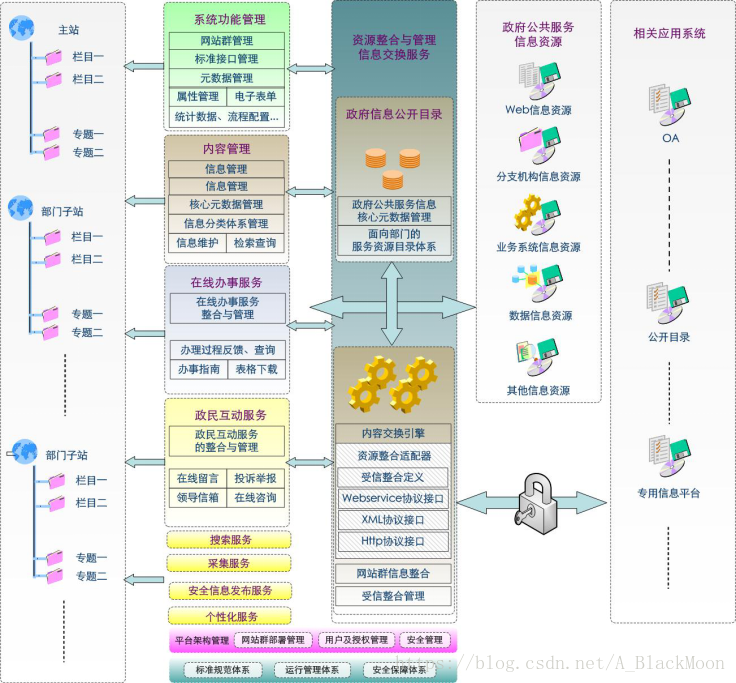 主站
栏目一
栏目二
专题一
专题二
部门子站
栏目一
栏目二
专题一
专题二
部门子站
栏目一
栏目二
专题一
专题二
系统功能管理
网站群管理
标准接口管理
元数据管理
属性管理
电子表单
统计数据、流程配置...
内容管理
信息管理
信息管理
核心元数据管理
信息分类体系管理
信息维护
检索查询
在线办事服务
在线办事服务
整合与管理
办理过程反馈、查询
办事指南
表格下载
政民互动服务
政民互动服务
的整合与管理
在线留言
投诉举报
领导信箱
在线咨询
搜索服务
采集服务
安全信息发布服务
个性化服务
平台架构管理
网站群部署管理
用户及授权管理
安全管理
标准规范体系
运行管理体系
安全保障体系
资源整合与管理
信息交换服务
政府信息公开目录
政府公共服务信息
核心元数据管理
面向部门的
服务资源目录体系
内容交换引擎
资源整合适配器
受信整合定义
Webservice协议接口
XML协议接口
Http协议接口
网站群信息整合
受信整合管理
政府公共服务
信息资源
Web信息资源
分支机构信息资源
业务系统信息资源
数据信息资源
其他信息资源
相关应用系统
OA
公开目录
专用信息平台
https://blog.csdn.net/A_BlackMoon